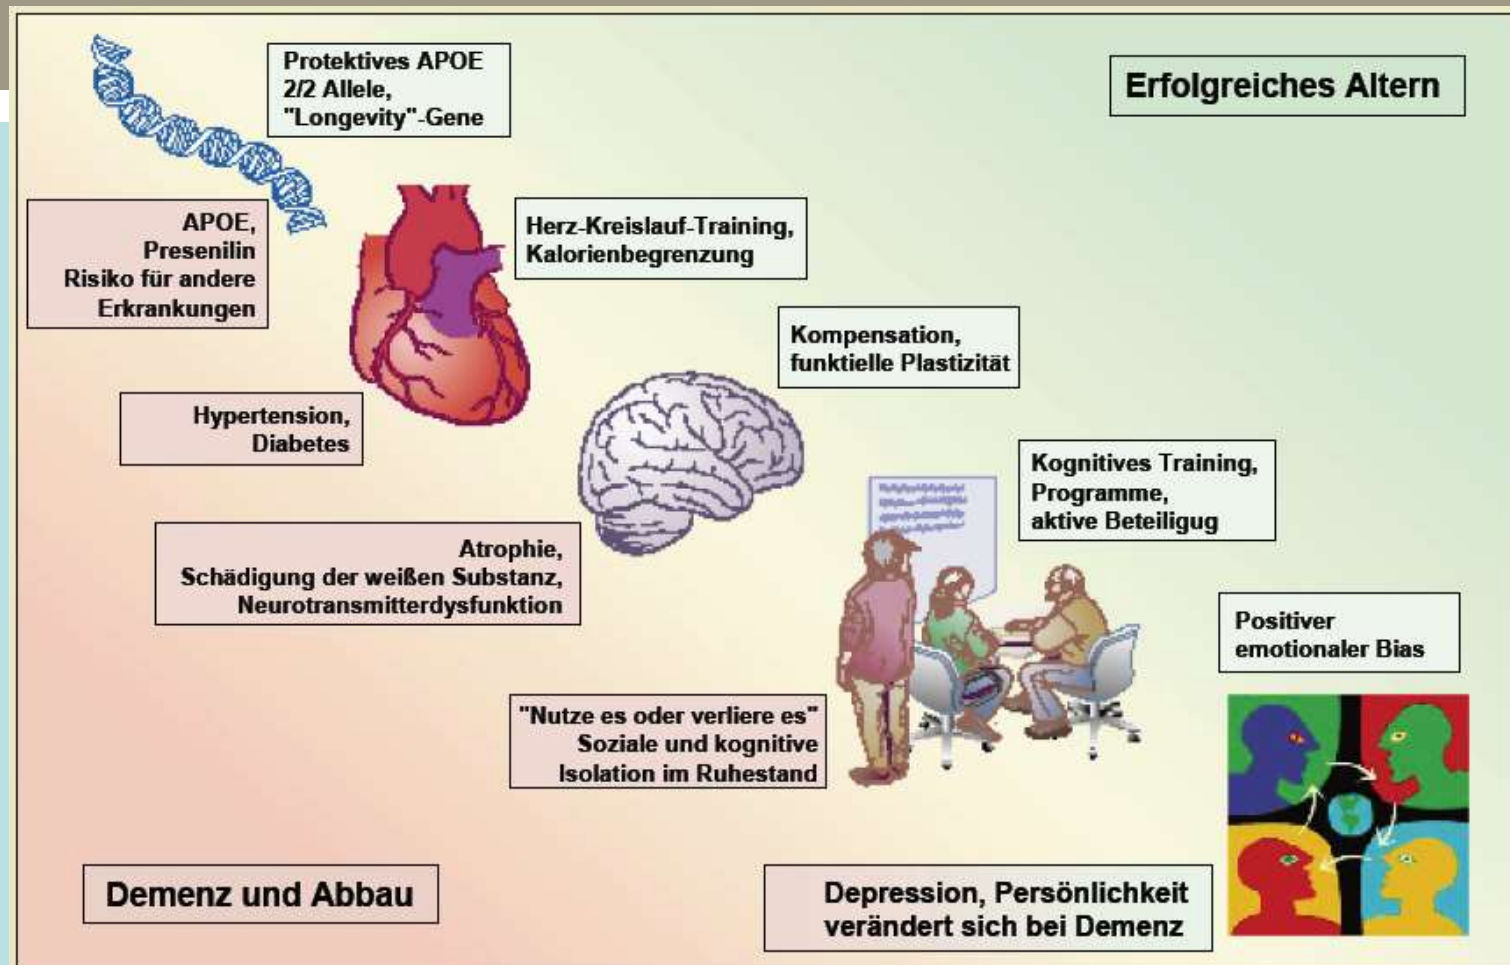 Protektives APOE
2/2 Allele,
"Longevity"-Gene
Erfolgreiches Altern
APOE,
Presenilin
Risiko für andere
Erkrankungen
Herz-Kreislauf-Training,
Kalorienbegrenzung
Kompensation,
funktielle Plastizität
Hypertension,
Diabetes
Kognitives Training,
Programme,
aktive Beteiligug
Atrophie,
Schädigung der weißen Substanz,
Neurotransmitterdysfunktion
Positiver
emotionaler Bias
"Nutze es oder verliere es"
Soziale und kognitive
Isolation im Ruhestand
Demenz und Abbau
Depression, Persönlichkeit
verändert sich bei Demenz